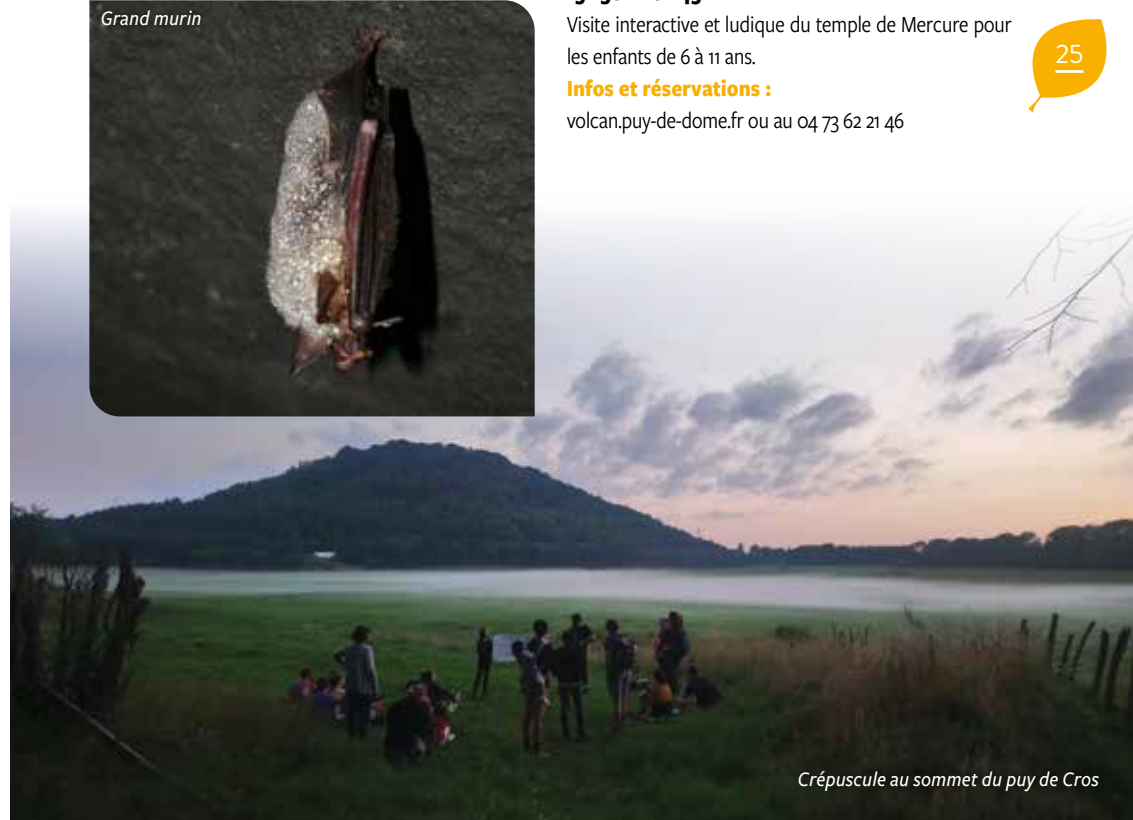 Grand murin
Visite interactive et ludique du temple de Mercure pour
les enfants de 6 à 11 ans.
Infos et réservations :
volcan.puy-de-dome.fr ou au 04 73 62 21 46
25
Crépuscule au sommet du puy de Cros